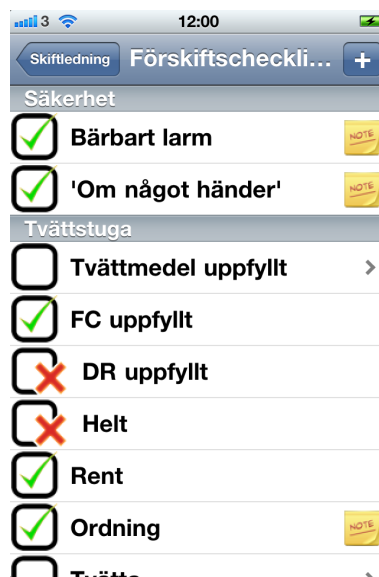 3 12:00
Skiftledning Förskiftscheckli... +
Säkerhet
Bärbart larm NOTE
'Om något händer' NOTE
Tvättstuga
Tvättmedel uppfyllt
FC uppfyllt
DR uppfyllt
Helt
Rent
Ordning NOTE
Tvätta